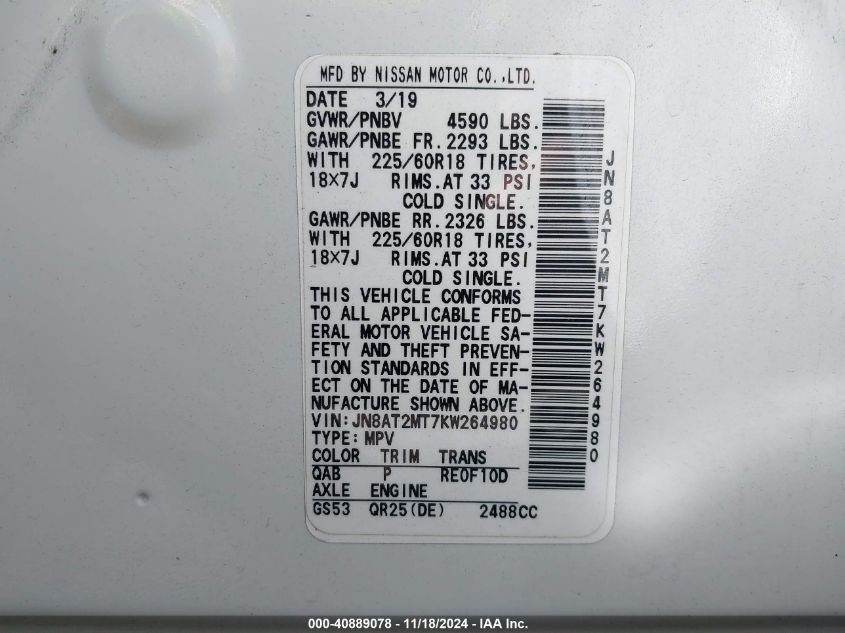 MFD BY NISSAN MOTOR CO.,LTD.
DATE 3/19
GVWR/PNBV 4590 LBS.
GAWR/PNBE FR. 2293 LBS.
WITH 225/60R18 TIRES,
18×7J RIMS.AT 33 PSI
COLD SINGLE.
GAWR/PNBE RR. 2326 LBS.
WITH 225/60R18 TIRES,
18×7J RIMS.AT 33 PSI
COLD SINGLE.
THIS VEHICLE CONFORMS
TO ALL APPLICABLE FED-
ERAL MOTOR VEHICLE SA-
FETY AND THEFT PREVEN-
TION STANDARDS IN EFF-
ECT ON THE DATE OF MA-
NUFACTURE SHOWN ABOVE.
VIN:JN8AT2MT7KW264980
TYPE:MPV
COLOR TRIM TRANS
QAB P RE0F10D
AXLE ENGINE
GS53 QR25(DE) 2488CC
JN8AT2MT7KW264980
000-40889078 - 11/18/2024 - IAA Inc.